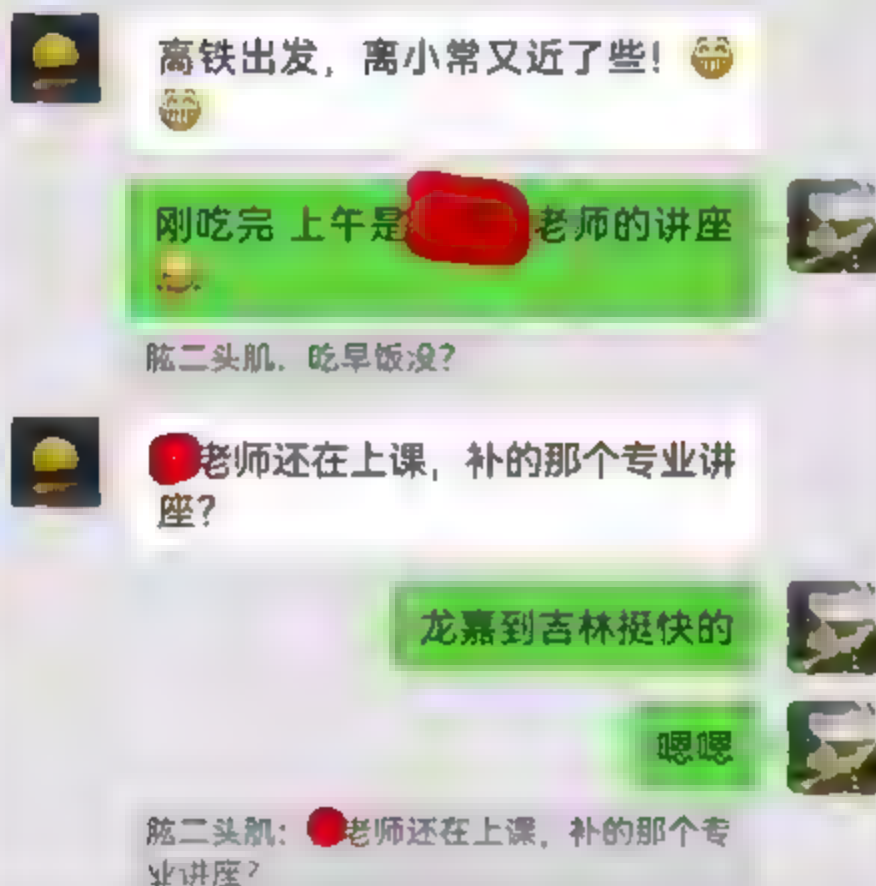 离铁出发，离小常又近了些！
刚吃完 上午是 老师的讲座
肱二头肌：吃早饭没？
老师还在上课，补的那个专业讲
座？
龙嘉到吉林挺快的
嗯嗯
肱二头肌：老师还在上课，补的那个专
业讲座？